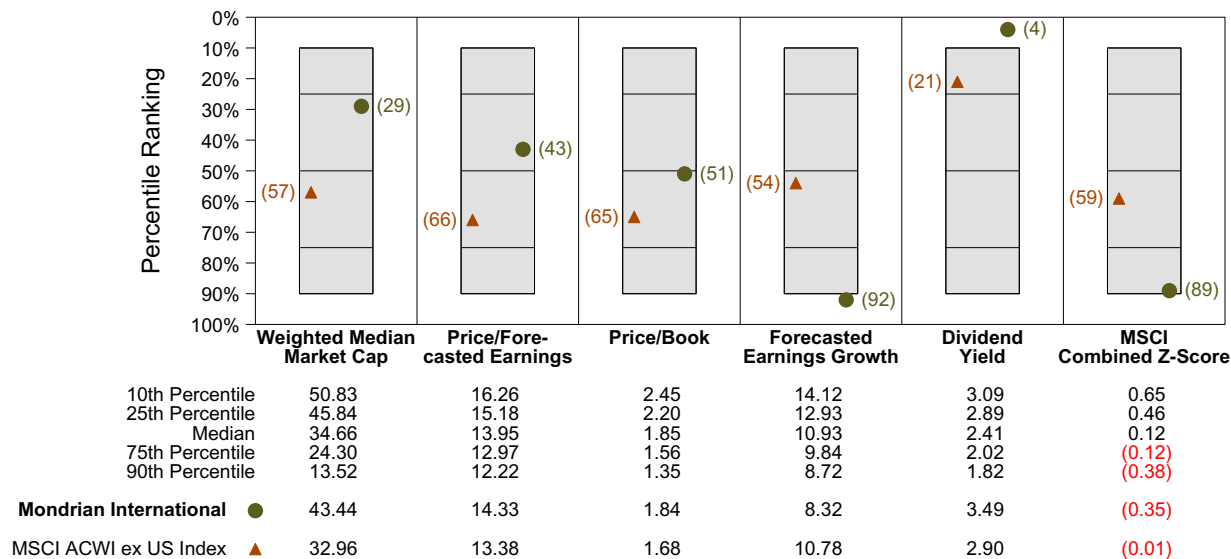 Percentile Ranking
0%
10%
20%
30%
40%
50%
60%
70%
80%
90%
100%
(57)
(29)
(66)
(43)
(65)
(51)
(54)
(92)
(21)
(4)
(59)
(89)
Weighted Median
Market Cap
Price/Fore-
casted Earnings
Price/Book
Forecasted
Earnings Growth
Dividend
Yield
MSCI
Combined Z-Score
10th Percentile 50.83 16.26 2.45 14.12 3.09 0.65
25th Percentile 45.84 15.18 2.20 12.93 2.89 0.46
Median 34.66 13.95 1.85 10.93 2.41 0.12
75th Percentile 24.30 12.97 1.56 9.84 2.02 (0.12)
90th Percentile 13.52 12.22 1.35 8.72 1.82 (0.38)
Mondrian International 43.44 14.33 1.84 8.32 3.49 (0.35)
MSCI ACWI ex US Index 32.96 13.38 1.68 10.78 2.90 (0.01)